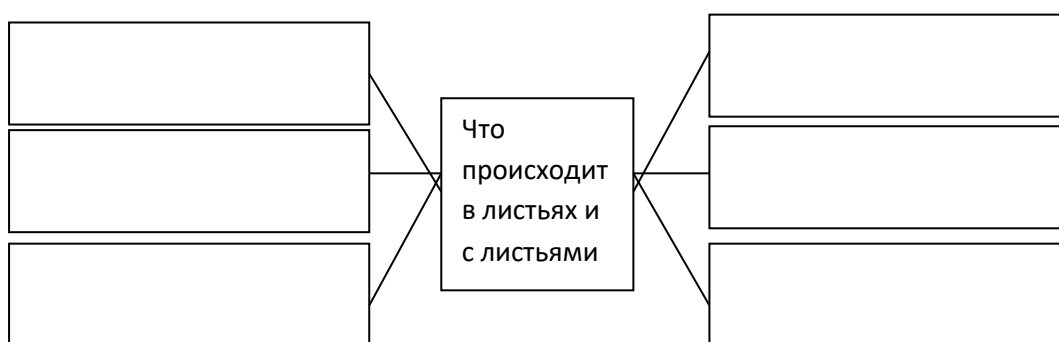 Что
происходит
в листьях и
с листьями